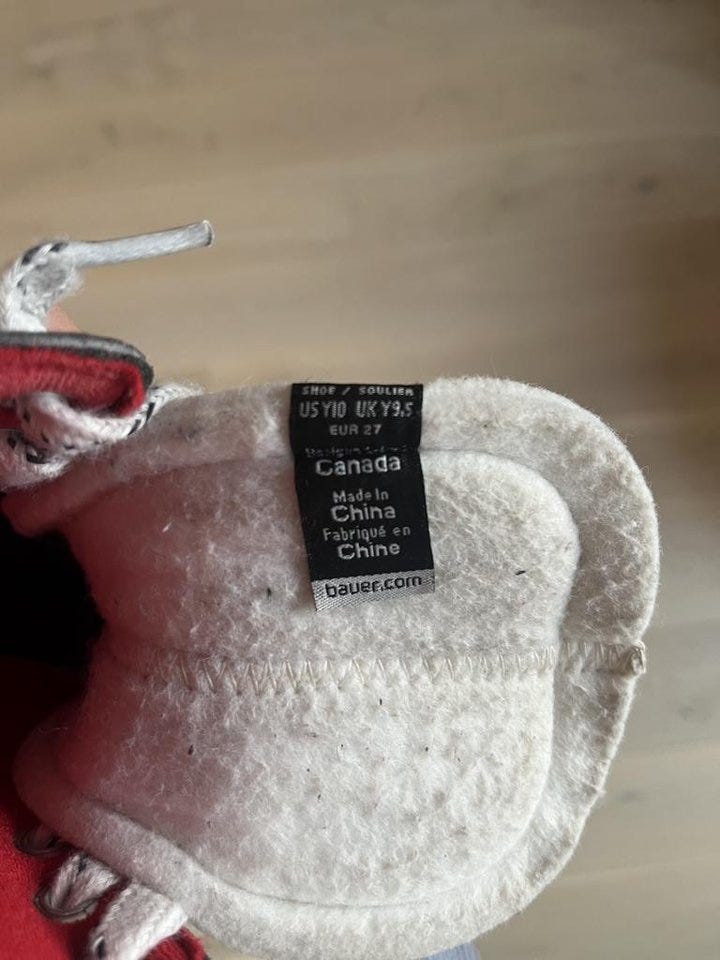 SHOE / SOULIER
US Y10 UK Y9.5
EUR 27
Canada
Made In
China
Fabriqué en
Chine
bauer.com